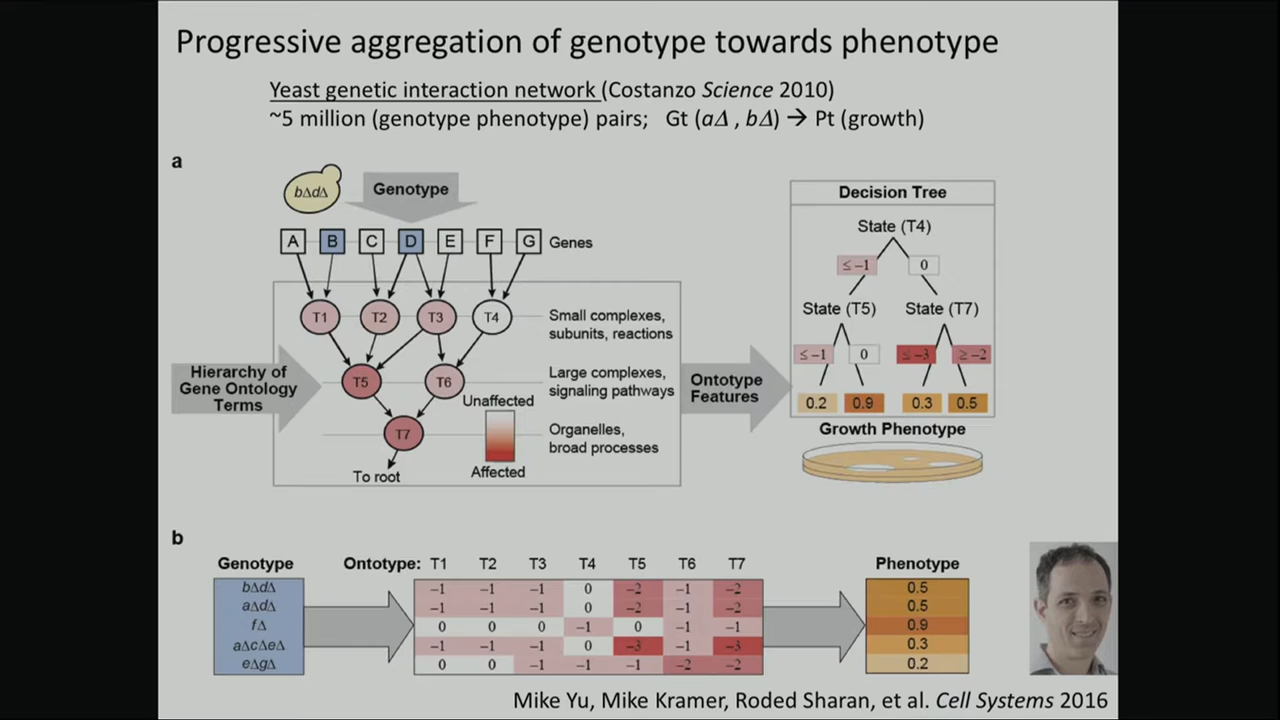 Progressive aggregation of genotype towards phenotype
Yeast genetic interaction network (Costanzo Science 2010)
~5 million (genotype phenotype) pairs; Gt (aΔ , bΔ) → Pt (growth)
a
bΔdΔ
Genotype
A B C D E F G Genes
T1 T2 T3 T4
Small complexes,
subunits, reactions
Hierarchy of
Gene Ontology
Terms
T5 T6
Large complexes,
signaling pathways
Unaffected
T7
Organelles,
broad processes
To root
Affected
Ontotype
Features
Decision Tree
State (T4)
≤ −1 0
State (T5) State (T7)
≤ −1 0 ≤ −3 ≥ −2
0.2 0.9 0.3 0.5
Growth Phenotype
b
Genotype Ontotype: T1 T2 T3 T4 T5 T6 T7 Phenotype
bΔdΔ −1 −1 −1 0 −2 −1 −2 0.5
aΔdΔ −1 −1 −1 0 −2 −1 −2 0.5
fΔ 0 0 0 −1 0 −1 −1 0.9
aΔcΔeΔ −1 −1 −1 0 −3 −1 −3 0.3
eΔgΔ 0 0 −1 −1 −1 −2 −2 0.2
Mike Yu, Mike Kramer, Roded Sharan, et al. Cell Systems 2016